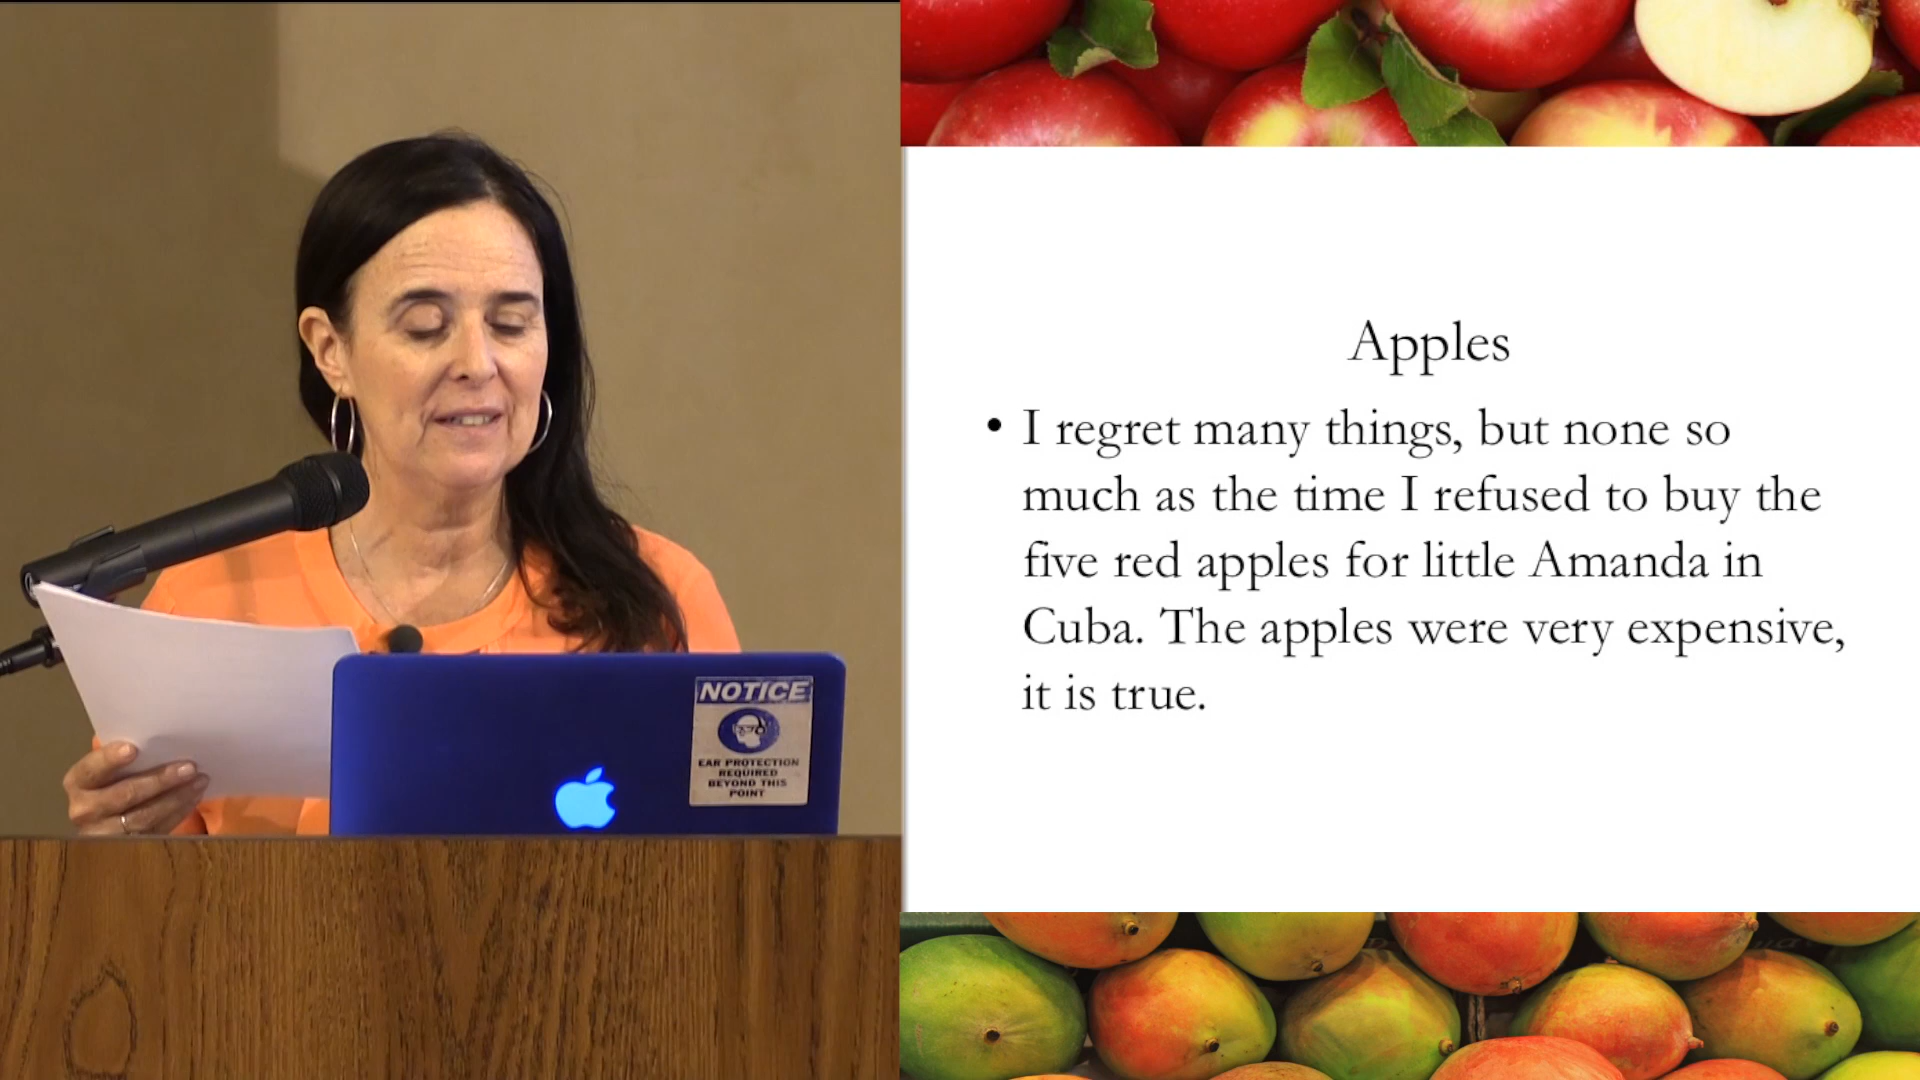 Apples
• I regret many things, but none so
much as the time I refused to buy the
five red apples for little Amanda in
Cuba. The apples were very expensive,
it is true.
NOTICE
EAR PROTECTION
REQUIRED
BEYOND THIS
POINT